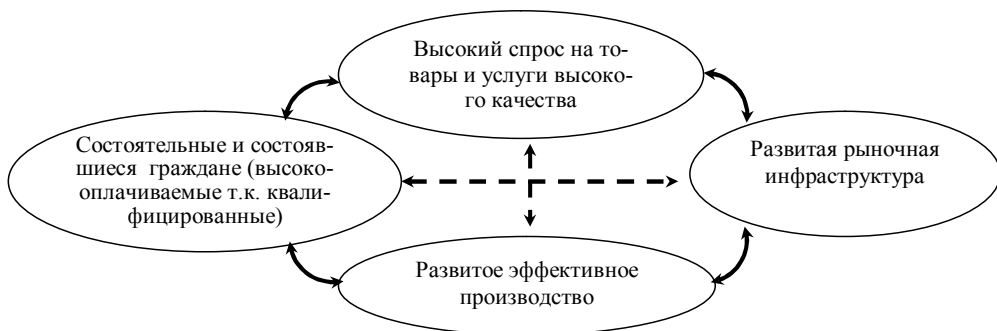 Высокий спрос на то-
вары и услуги высоко-
го качества
Состоятельные и состояв-
шиеся граждане (высоко-
оплачиваемые т.к. квали-
фицированные)
Развитая рыночная
инфраструктура
Развитое эффективное
производство